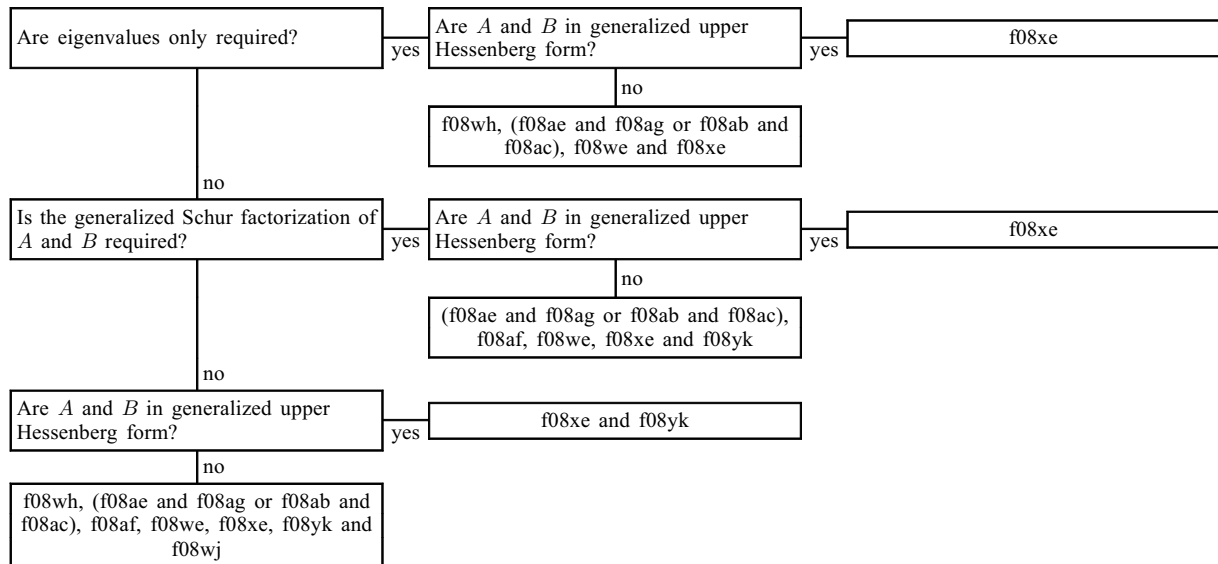 Are eigenvalues only required?
yes
Are A and B in generalized upper
Hessenberg form?
yes
f08xe
no
f08wh, (f08ae and f08ag or f08ab and
f08ac), f08we and f08xe
no
Is the generalized Schur factorization of
A and B required?
yes
Are A and B in generalized upper
Hessenberg form?
yes
f08xe
no
(f08ae and f08ag or f08ab and f08ac),
f08af, f08we, f08xe and f08yk
no
Are A and B in generalized upper
Hessenberg form?
yes
f08xe and f08yk
no
f08wh, (f08ae and f08ag or f08ab and
f08ac), f08af, f08we, f08xe, f08yk and
f08wj